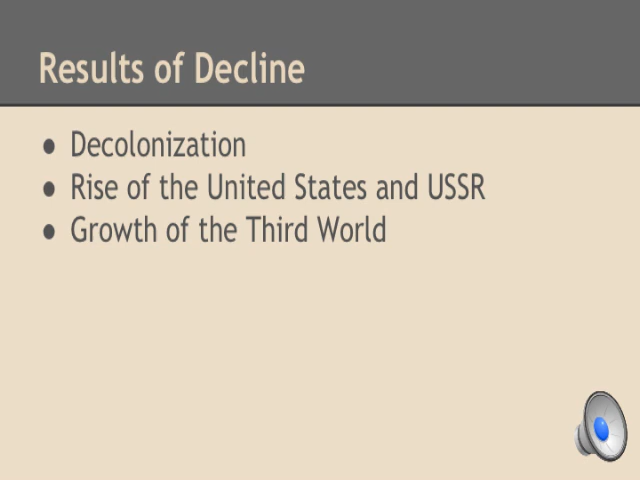 Results of Decline
● Decolonization
● Rise of the United States and USSR
● Growth of the Third World